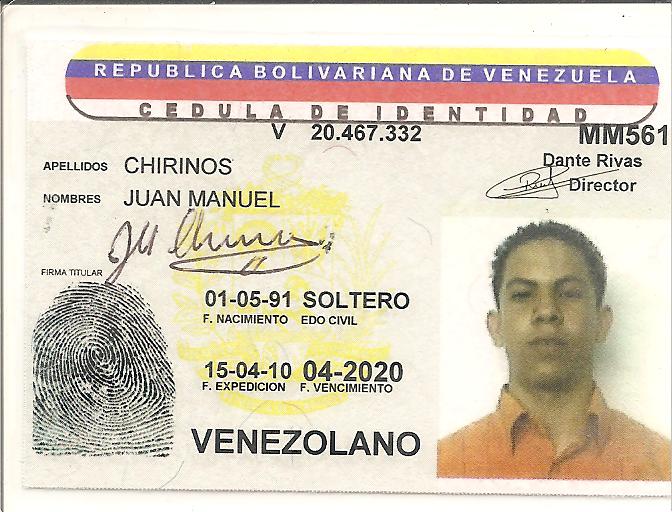 REPUBLICA BOLIVARIANA DE VENEZUELA
CEDULA DE IDENTIDAD
V 20.467.332 MM561
APELLIDOS CHIRINOS
Dante Rivas
Director
NOMBRES JUAN MANUEL
FIRMA TITULAR
01-05-91 SOLTERO
F. NACIMIENTO EDO CIVIL
15-04-10 04-2020
F. EXPEDICION F. VENCIMIENTO
VENEZOLANO